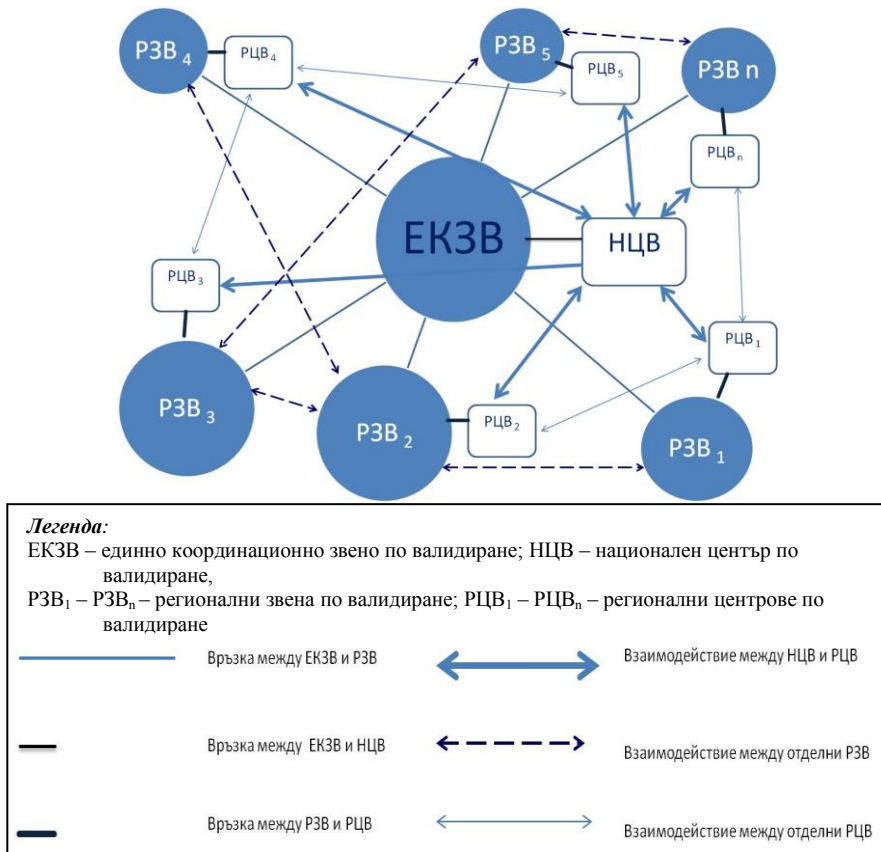 РЗВ 4
РЦВ 4
РЗВ 5
РЦВ 5
РЗВ n
РЦВ n
ЕКЗВ
НЦВ
РЦВ 3
РЦВ 1
РЗВ 3
РЗВ 2
РЦВ 2
РЗВ 1
Легенда:
ЕКЗВ – единно координационно звено по валидиране; НЦВ – национален център по
валидиране,
РЗВ1 – РЗВn – регионални звена по валидиране; РЦВ1 – РЦВn – регионални центрове по
валидиране
Връзка между ЕКЗВ и РЗВ
Взаимодействие между НЦВ и РЦВ
Връзка между ЕКЗВ и НЦВ
Взаимодействие между отделни РЗВ
Връзка между РЗВ и РЦВ
Взаимодействие между отделни РЦВ